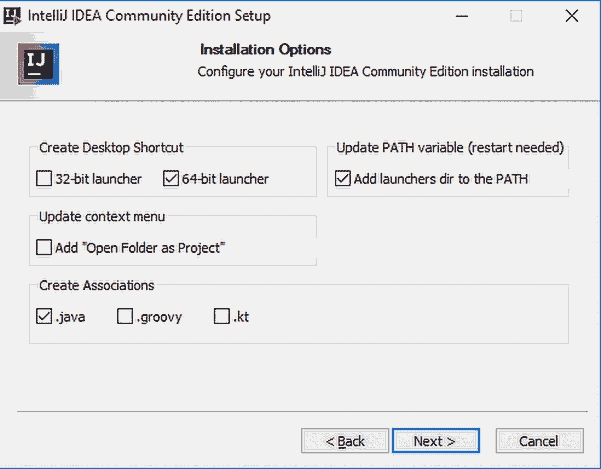 IntelliJ IDEA Community Edition Setup
IJ
Installation Options
Configure your IntelliJ IDEA Community Edition installation
Create Desktop Shortcut
32-bit launcher
64-bit launcher
Update PATH variable (restart needed)
Add launchers dir to the PATH
Update context menu
Add "Open Folder as Project"
Create Associations
.java
.groovy
.kt
< Back
Next >
Cancel